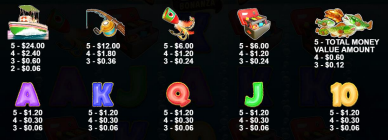 5 - $24.00
4 - $2.40
3 - $0.60
2 - $0.06
5 - $12.00
4 - $1.80
3 - $0.36
5 - $6.00
4 - $1.20
3 - $0.24
5 - $6.00
4 - $1.20
3 - $0.24
5 - TOTAL MONEY
VALUE AMOUNT
4 - $0.60
3 - $0.12
A
5 - $1.20
4 - $0.30
3 - $0.06
K
5 - $1.20
4 - $0.30
3 - $0.06
Q
5 - $1.20
4 - $0.30
3 - $0.06
J
5 - $1.20
4 - $0.30
3 - $0.06
10
5 - $1.20
4 - $0.30
3 - $0.06